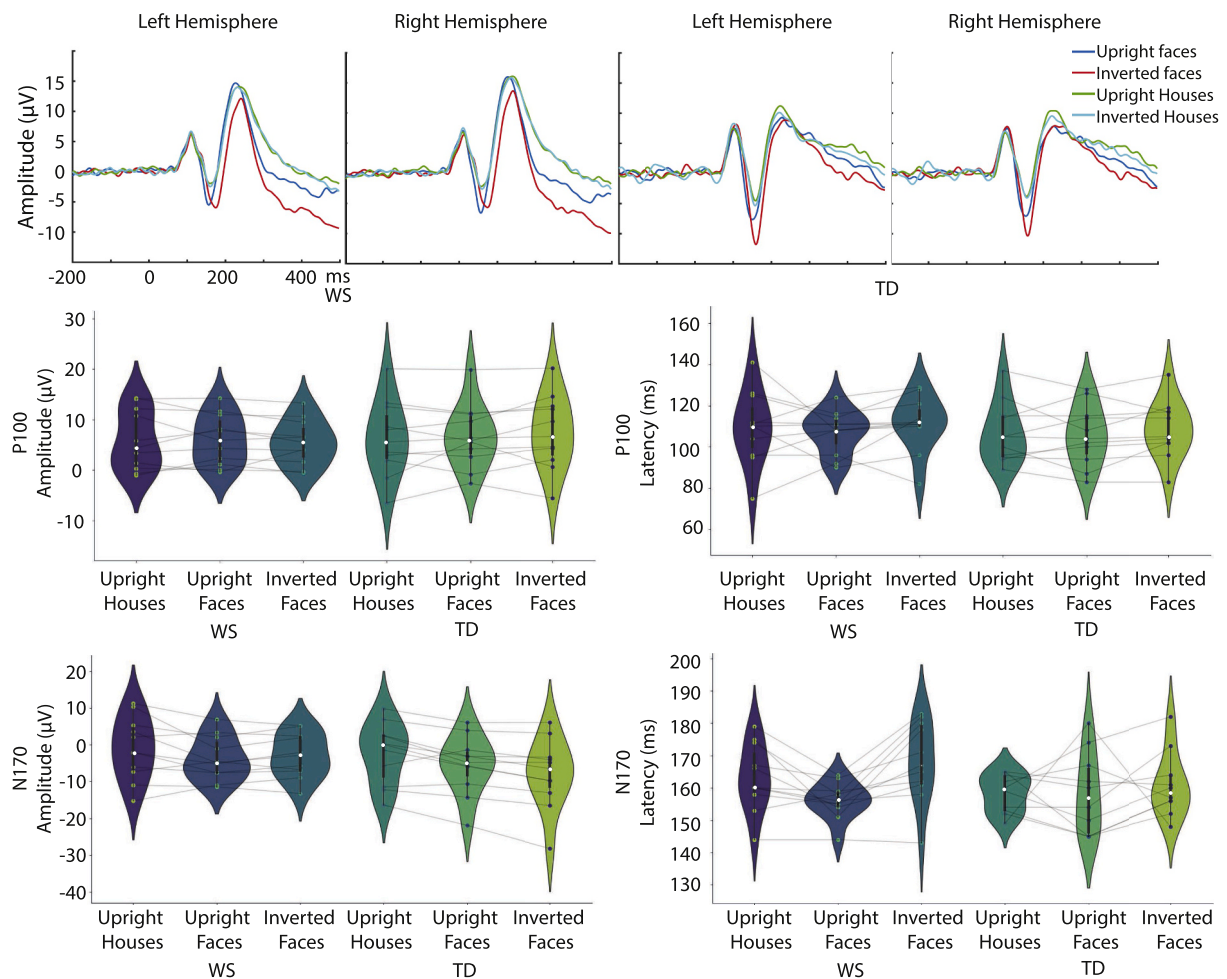 Left Hemisphere
Right Hemisphere
Left Hemisphere
Right Hemisphere
Upright faces
Inverted faces
Upright Houses
Inverted Houses
Amplitude (µV)
15
10
5
0
-5
-10
-200 0 200 400 ms
WS
TD
P100
Amplitude (µV)
30
20
10
0
-10
Upright Houses
Upright Faces
Inverted Faces
Upright Houses
Upright Faces
Inverted Faces
WS
TD
P100
Latency (ms)
160
140
120
100
80
60
Upright Houses
Upright Faces
Inverted Faces
Upright Houses
Upright Faces
Inverted Faces
WS
TD
N170
Amplitude (µV)
20
10
0
-10
-20
-30
-40
Upright Houses
Upright Faces
Inverted Faces
Upright Houses
Upright Faces
Inverted Faces
WS
TD
N170
Latency (ms)
200
190
180
170
160
150
140
130
Upright Houses
Upright Faces
Inverted Faces
Upright Houses
Upright Faces
Inverted Faces
WS
TD